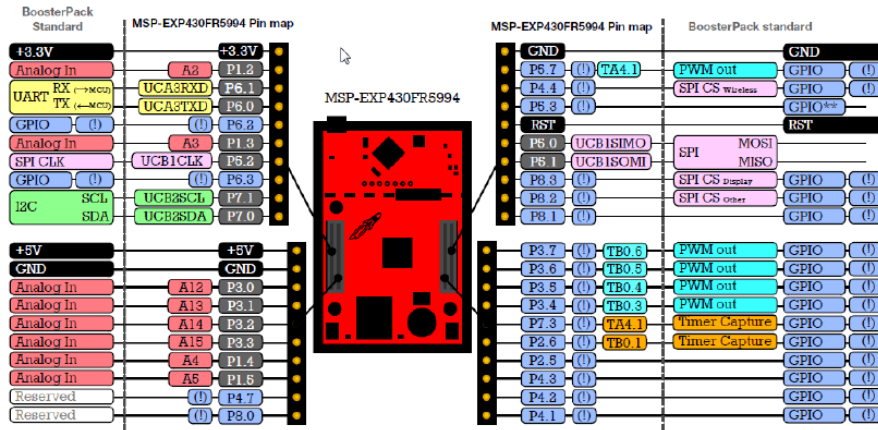 BoosterPack
Standard
MSP-EXP430FR5994 Pin map
+3.3V +3.3V
Analog In A2 P1.2
UART RX (→MCU) UCA3RXD P6.1
TX (←MCU) UCA3TXD P6.0
GPIO (!) (!) P6.2
Analog In A3 P1.3
SPI CLK UCB1CLK P5.2
GPIO (!) (!) P6.3
I2C SCL UCB2SCL P7.1
SDA UCB2SDA P7.0
+5V +5V
GND GND
Analog In A12 P3.0
Analog In A13 P3.1
Analog In A14 P3.2
Analog In A15 P3.3
Analog In A4 P1.4
Analog In A5 P1.5
Reserved (!) P4.7
Reserved (!) P8.0
MSP-EXP430FR5994
MSP-EXP430FR5994 Pin map
BoosterPack standard
GND GND
P5.7 (!) TA4.1 PWM out GPIO (!)
P4.4 (!) SPI CS Wireless GPIO (!)
P5.3 (!) GPIO**
RST RST
P5.0 UCB1SIMO SPI MOSI
P5.1 UCB1SOMI MISO
P8.3 (!) SPI CS Display GPIO (!)
P8.2 (!) SPI CS Other GPIO (!)
P8.1 (!) GPIO (!)
P3.7 (!) TB0.6 PWM out GPIO (!)
P3.6 (!) TB0.5 PWM out GPIO (!)
P3.5 (!) TB0.4 PWM out GPIO (!)
P3.4 (!) TB0.3 PWM out GPIO (!)
P7.3 (!) TA4.1 Timer Capture GPIO (!)
P2.6 (!) TB0.1 Timer Capture GPIO (!)
P2.5 (!) GPIO (!)
P4.3 (!) GPIO (!)
P4.2 (!) GPIO (!)
P4.1 (!) GPIO (!)